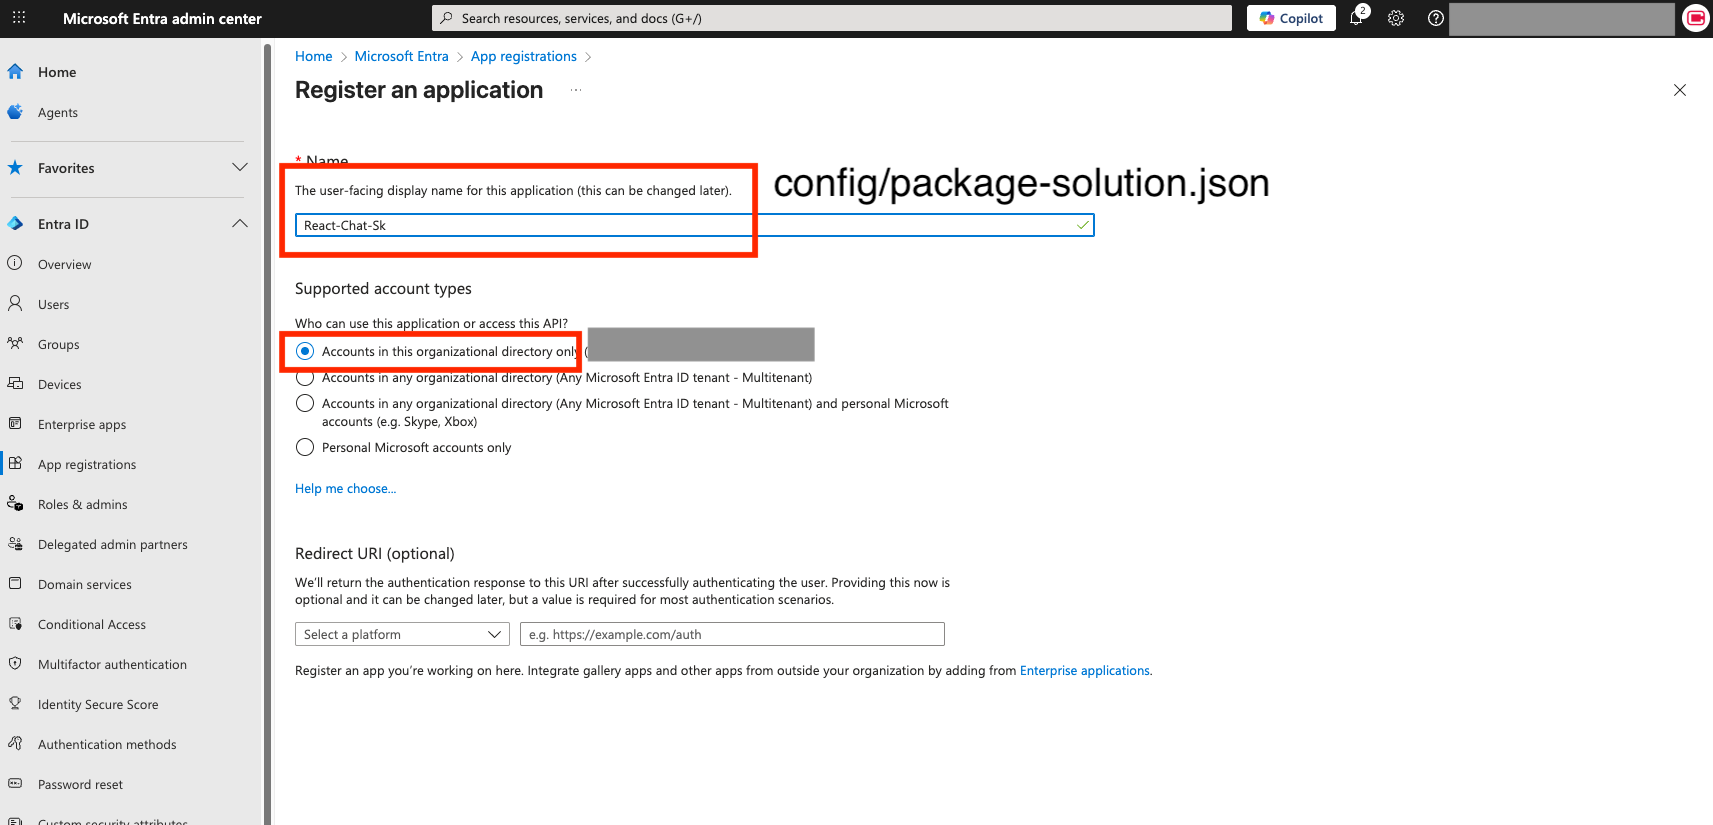 Microsoft Entra admin center
Search resources, services, and docs (G+/)
Copilot
2
Home
Agents
Favorites
Entra ID
Overview
Users
Groups
Devices
Enterprise apps
App registrations
Roles & admins
Delegated admin partners
Domain services
Conditional Access
Multifactor authentication
Identity Secure Score
Authentication methods
Password reset
Custom security attributes
Home > Microsoft Entra > App registrations >
Register an application
* Name
The user-facing display name for this application (this can be changed later).
config/package-solution.json
React-Chat-Sk
Supported account types
Who can use this application or access this API?
Accounts in this organizational directory only (
Accounts in any organizational directory (Any Microsoft Entra ID tenant - Multitenant)
Accounts in any organizational directory (Any Microsoft Entra ID tenant - Multitenant) and personal Microsoft
accounts (e.g. Skype, Xbox)
Personal Microsoft accounts only
Help me choose...
Redirect URI (optional)
We'll return the authentication response to this URI after successfully authenticating the user. Providing this now is
optional and it can be changed later, but a value is required for most authentication scenarios.
Select a platform
e.g. https://example.com/auth
Register an app you're working on here. Integrate gallery apps and other apps from outside your organization by adding from Enterprise applications.